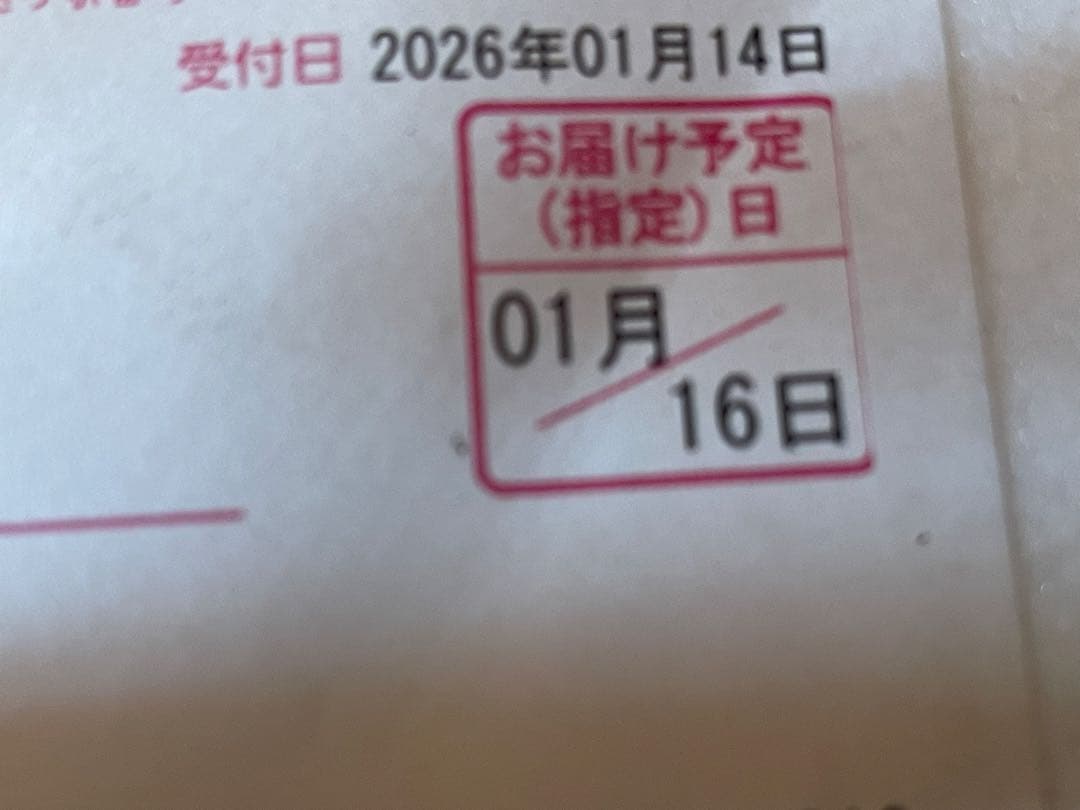 受付日 2026年01月14日
お届け予定
(指定)日
01月
16日